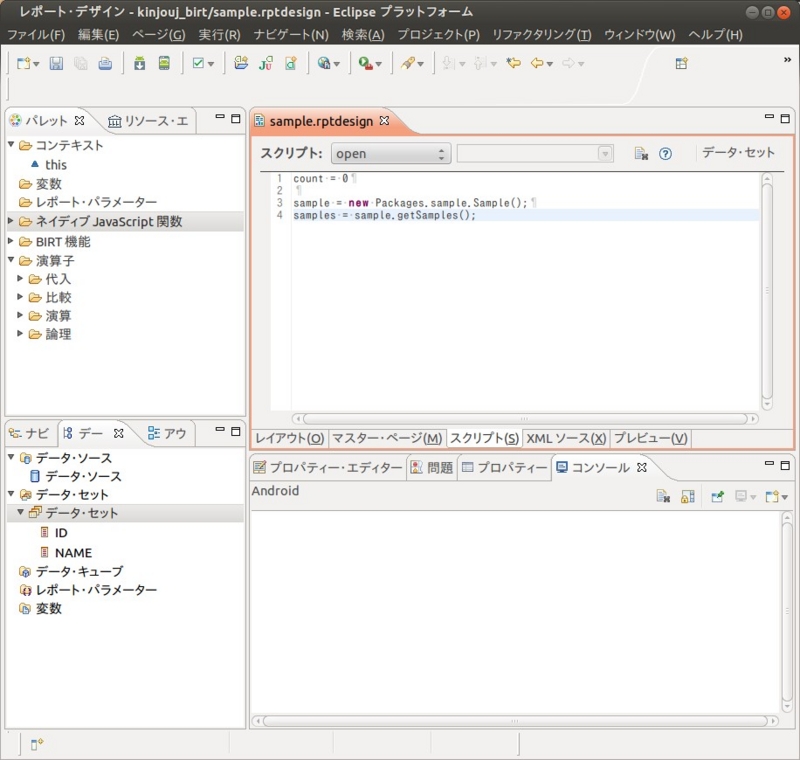 レポート・デザイン - kinjouj_birt/sample.rptdesign - Eclipse プラットフォーム
ファイル(F) 編集(E) ページ(G) 実行(R) ナビゲート(N) 検索(A) プロジェクト(P) リファクタリング(T) ウィンドウ(W) ヘルプ(H)
パレット リソース・エ
コンテキスト
this
変数
レポート・パラメーター
ネイディブ JavaScript 関数
BIRT 機能
演算子
代入
比較
演算
論理
sample.rptdesign
スクリプト: open データ・セット
1 count = 0
2
3 sample = new Packages.sample.Sample();
4 samples = sample.getSamples();
レイアウト(O) マスター・ページ(M) スクリプト(S) XML ソース(X) プレビュー(V)
ナビ デー アウ
データ・ソース
データ・ソース
データ・セット
データ・セット
ID
NAME
データ・キューブ
レポート・パラメーター
変数
プロパティー・エディター 問題 プロパティー コンソール
Android